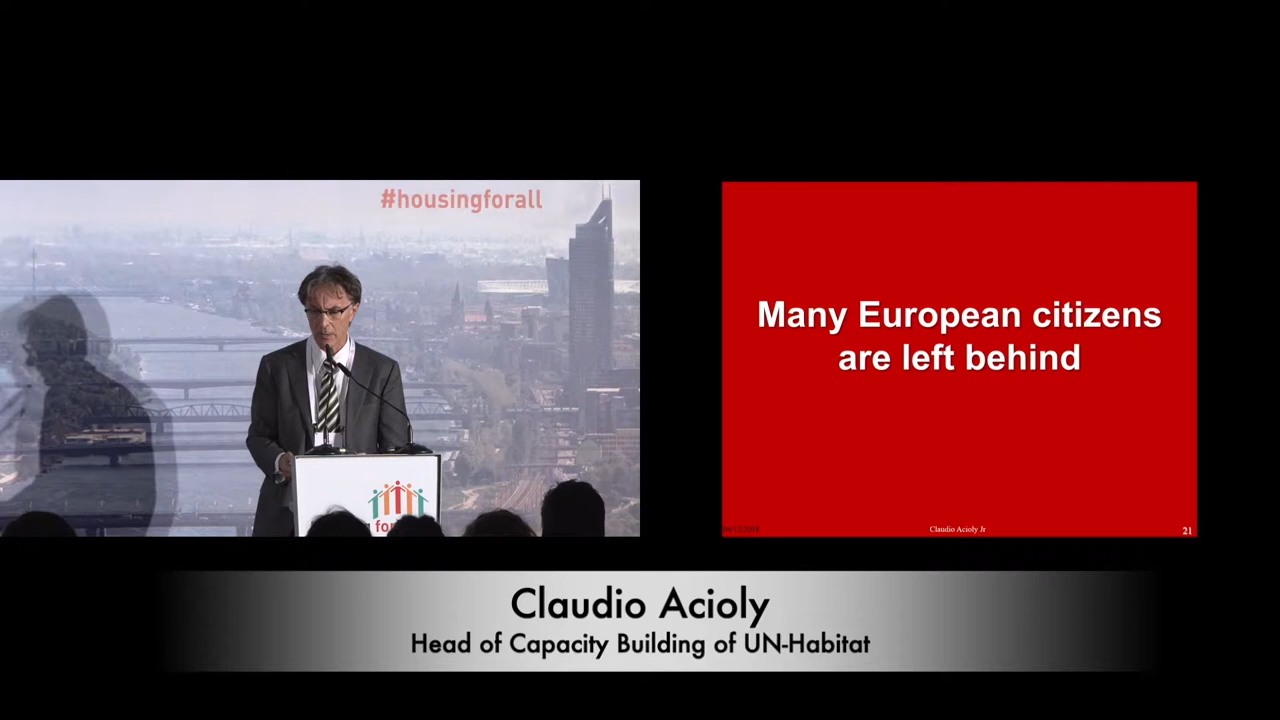 #housingforall
Many European citizens
are left behind
Claudio Acioly Jr
21
Claudio Acioly
Head of Capacity Building of UN-Habitat